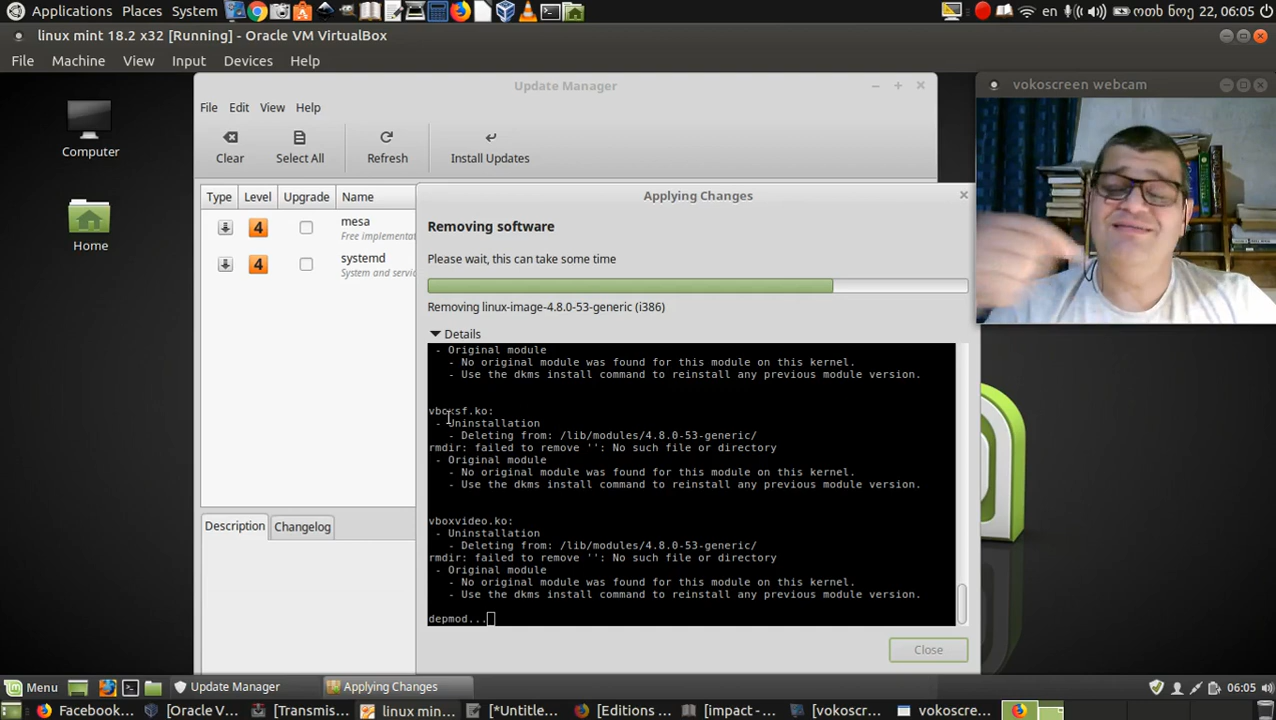 Applications Places System en ოთხ ნოე 22, 06:05
linux mint 18.2 x32 [Running] - Oracle VM VirtualBox
File Machine View Input Devices Help
Update Manager
vokoscreen webcam
File Edit View Help
Computer
Clear Select All Refresh Install Updates
Type Level Upgrade Name
Applying Changes
4 mesa
Free implementat
Home
4 systemd
System and servic
Removing software
Please wait, this can take some time
Removing linux-image-4.8.0-53-generic (i386)
Details
- Original module
- No original module was found for this module on this kernel.
- Use the dkms install command to reinstall any previous module version.
vboxsf.ko:
- Uninstallation
- Deleting from: /lib/modules/4.8.0-53-generic/
rmdir: failed to remove '': No such file or directory
- Original module
- No original module was found for this module on this kernel.
- Use the dkms install command to reinstall any previous module version.
vboxvideo.ko:
- Uninstallation
- Deleting from: /lib/modules/4.8.0-53-generic/
rmdir: failed to remove '': No such file or directory
- Original module
- No original module was found for this module on this kernel.
- Use the dkms install command to reinstall any previous module version.
depmod...
Description Changelog
Close
Menu Update Manager Applying Changes 06:05
Facebook... [Oracle V... [Transmis... linux min... [*Untitle... [Editions ... [impact -... [vokoscr... vokoscre...